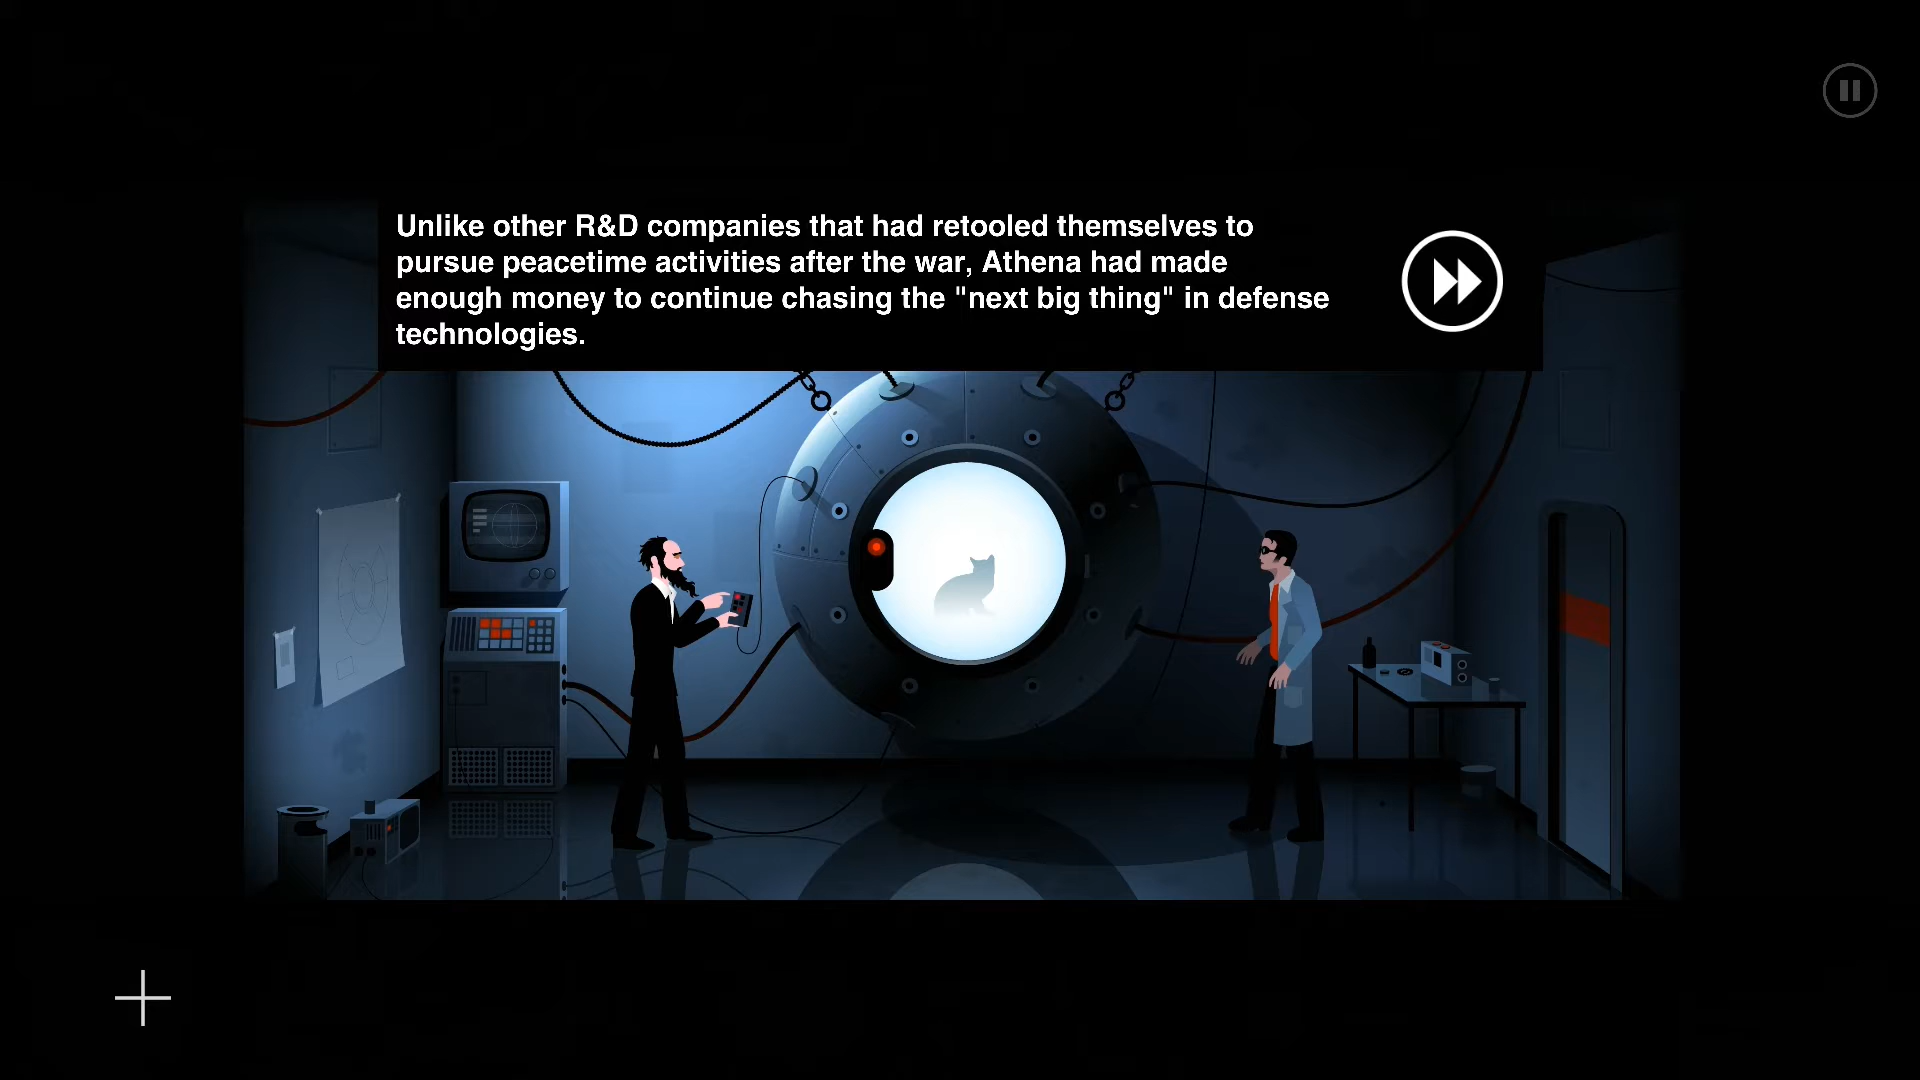 Unlike other R&D companies that had retooled themselves to
pursue peacetime activities after the war, Athena had made
enough money to continue chasing the "next big thing" in defense
technologies.